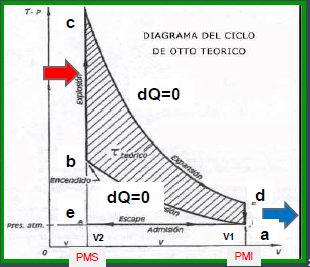 T - P
c
DIAGRAMA DEL CICLO
DE OTTO TEORICO
dQ=0
Explosión
Expansión
b
τ teórico
Encendido
dQ=0
d
e
Pres. atm.
Escape
Admisión
a
0
v
V2
V1
v
V
PMS
PMI